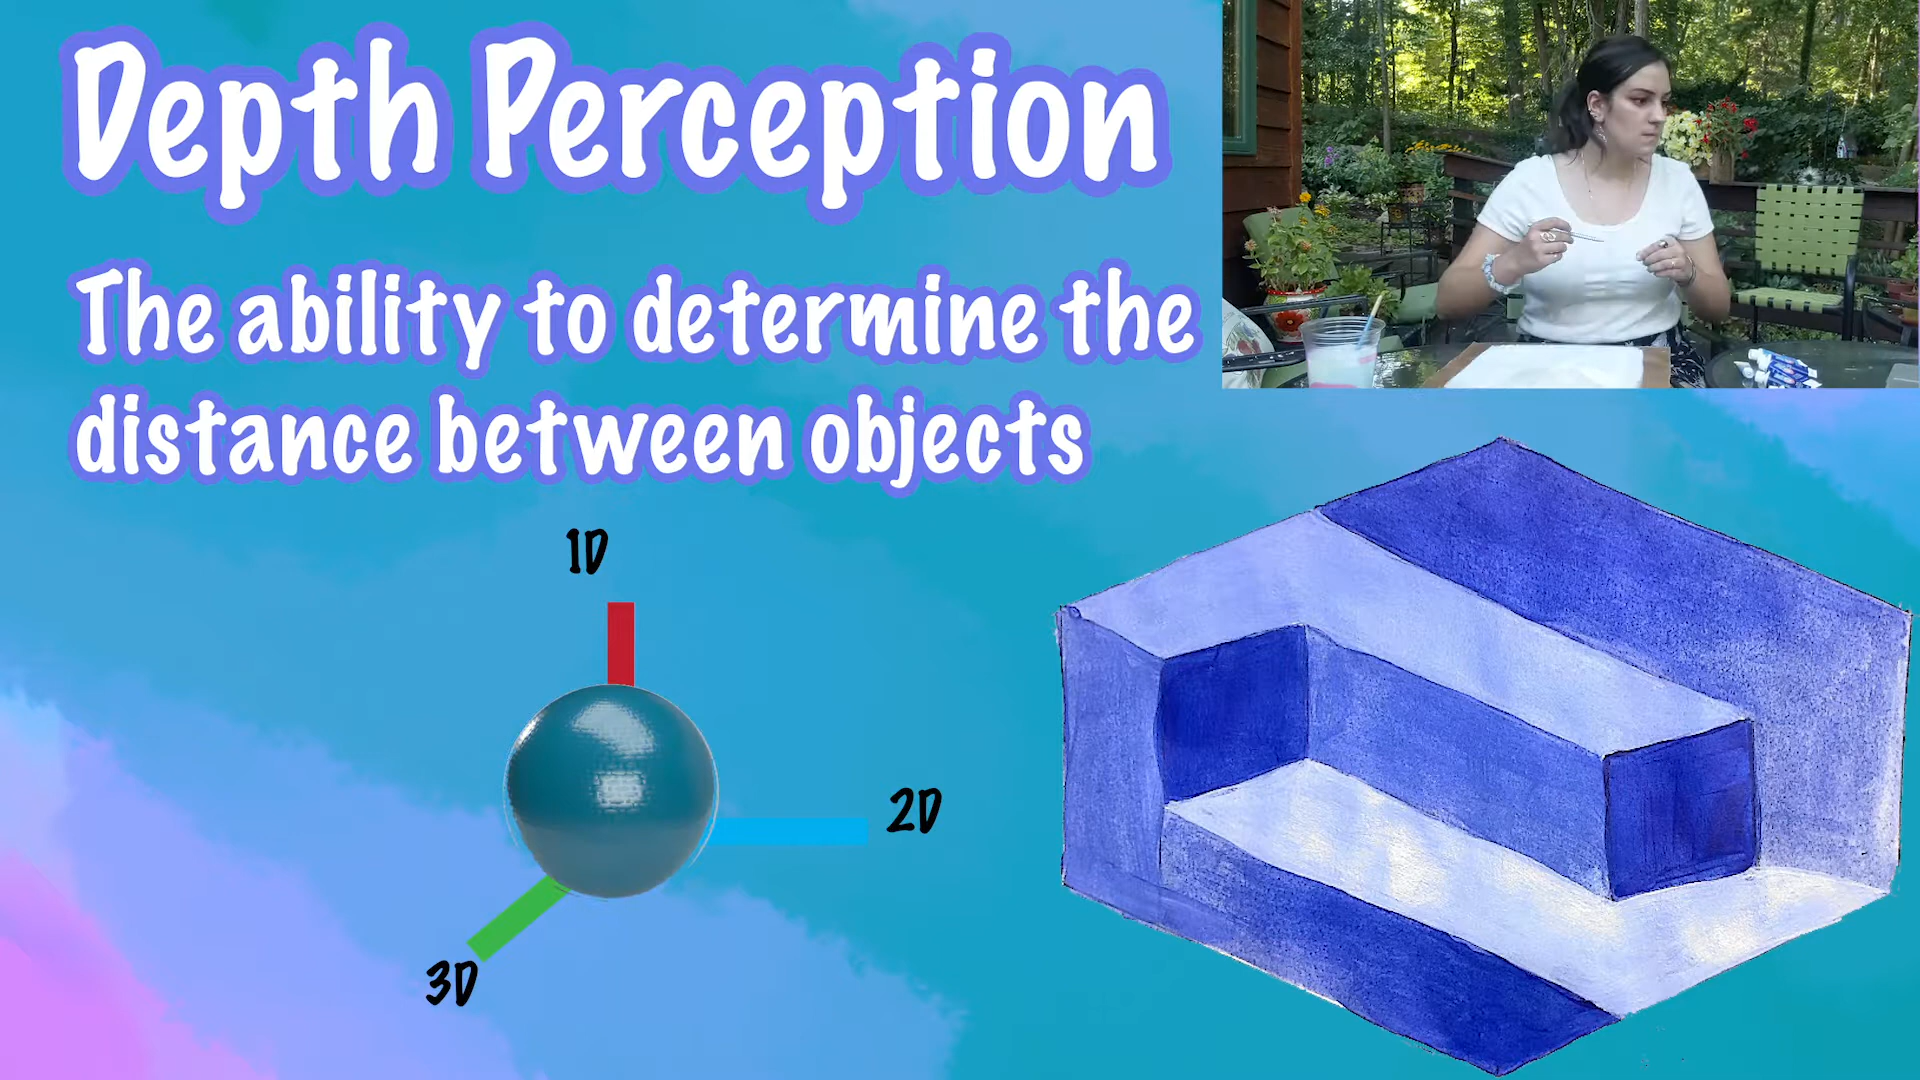 Depth Perception
The ability to determine the
distance between objects
1D
2D
3D